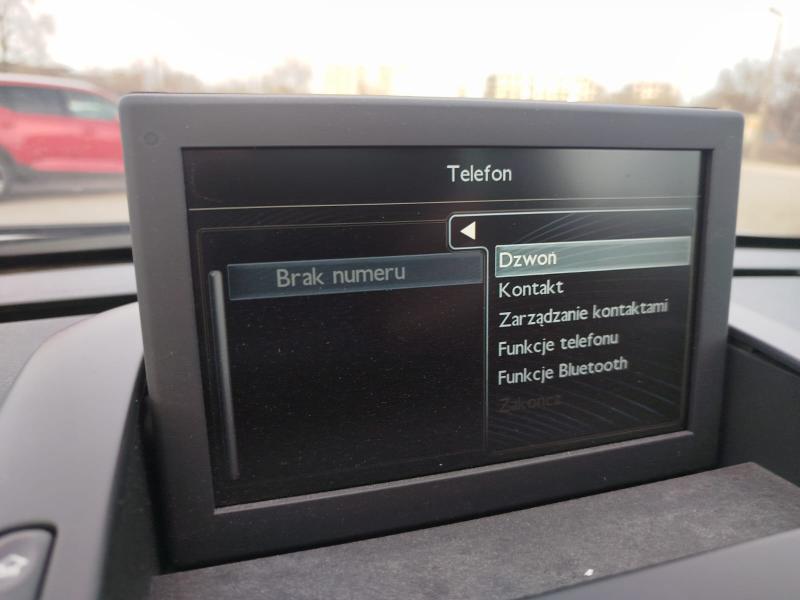 Telefon
Brak numeru
Dzwoń
Kontakt
Zarządzanie kontaktami
Funkcje telefonu
Funkcje Bluetooth
Zakończ